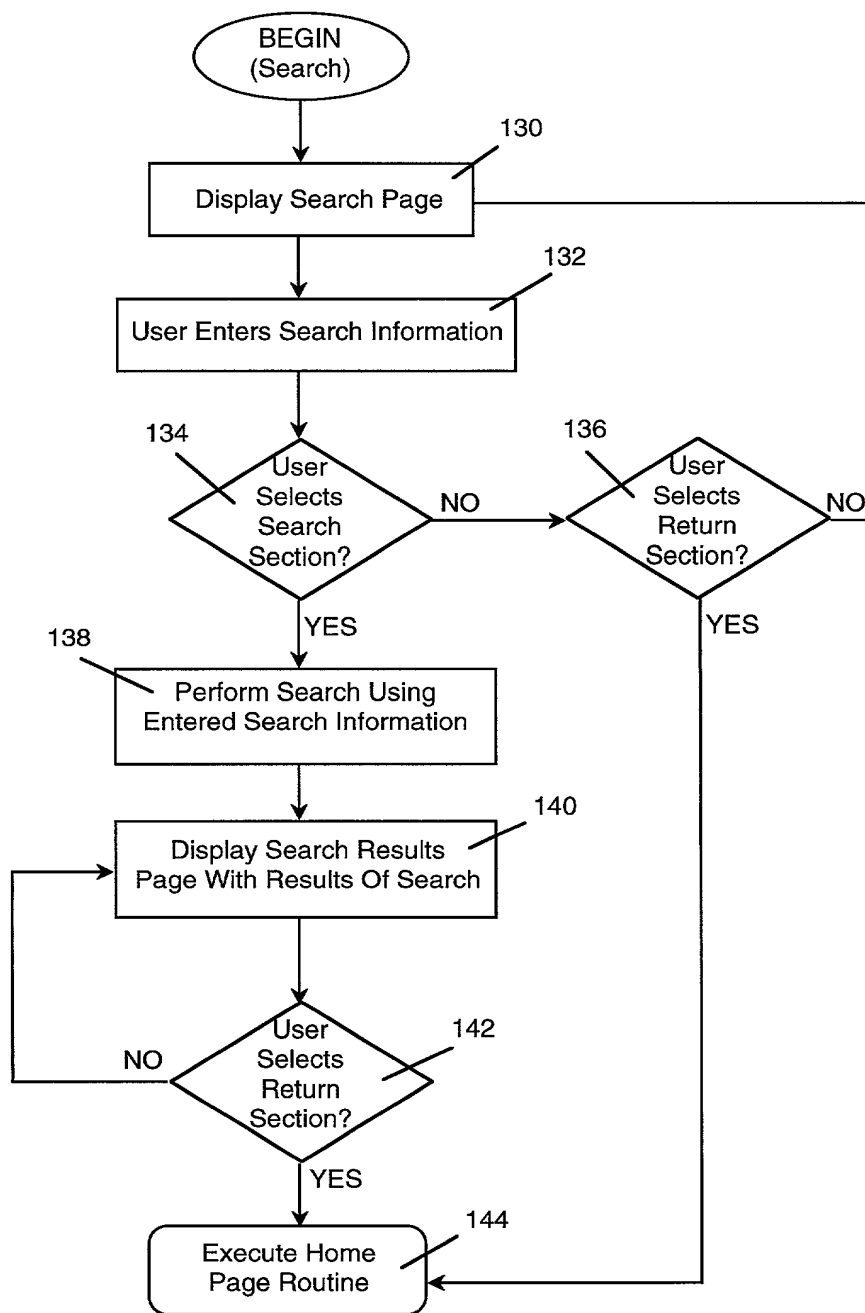 BEGIN
(Search)
130
Display Search Page
132
User Enters Search Information
134
User
Selects
Search
Section?
NO
136
User
Selects
Return
Section?
NO
YES
YES
138
Perform Search Using
Entered Search Information
140
Display Search Results
Page With Results Of Search
142
User
Selects
Return
Section?
NO
YES
144
Execute Home
Page Routine